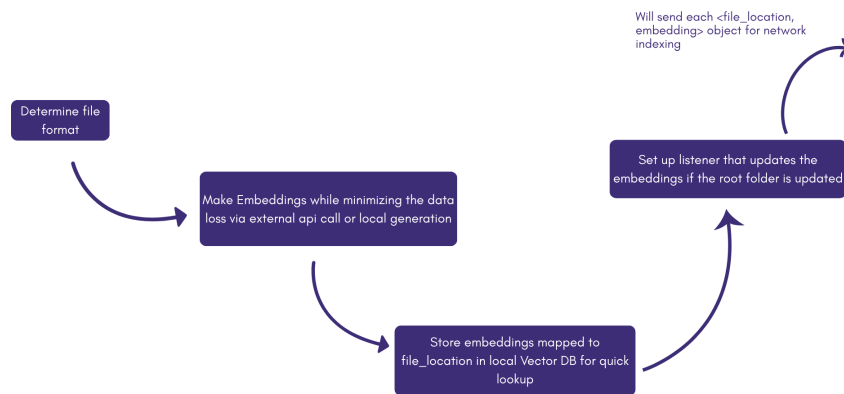 Will send each <file_location,
embedding> object for network
indexing
Determine file
format
Set up listener that updates the
embeddings if the root folder is updated
Make Embeddings while minimizing the data
loss via external api call or local generation
Store embeddings mapped to
file_location in local Vector DB for quick
lookup